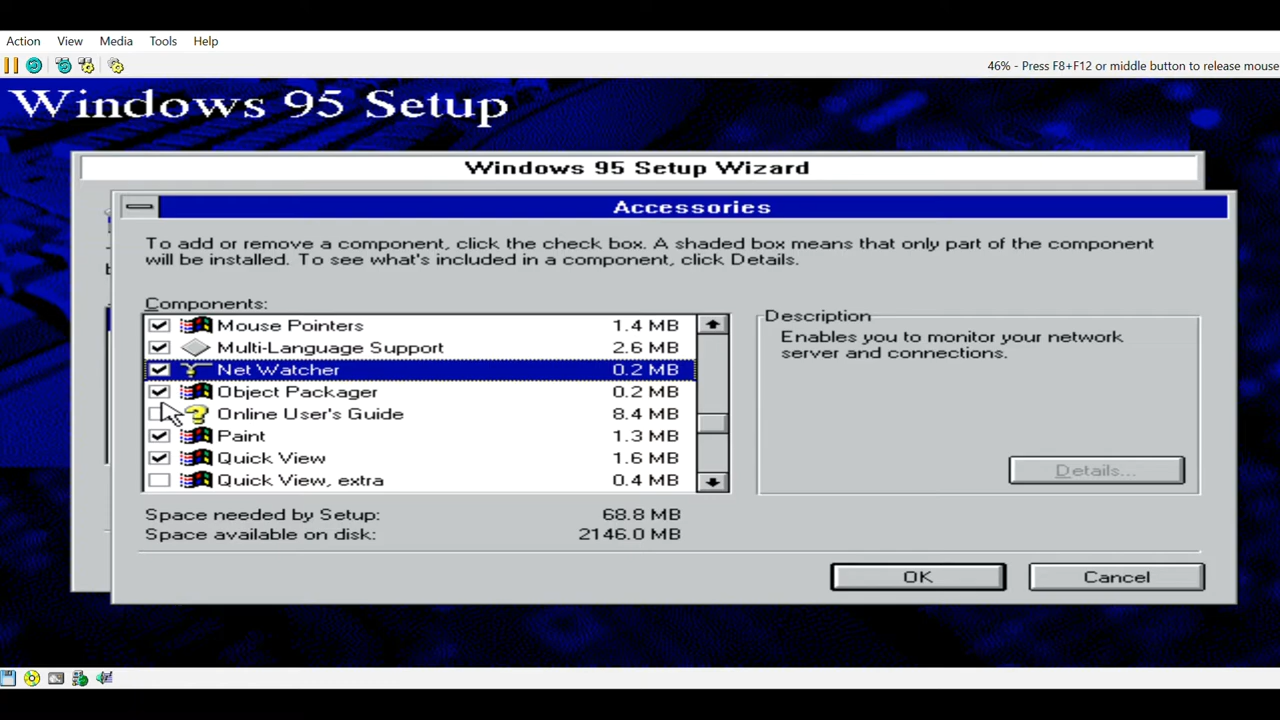 Action View Media Tools Help
46% - Press F8+F12 or middle button to release mouse
Windows 95 Setup
Windows 95 Setup Wizard
Accessories
To add or remove a component, click the check box. A shaded box means that only part of the component
will be installed. To see what's included in a component, click Details.
Components:
Mouse Pointers 1.4 MB
Multi-Language Support 2.6 MB
Net Watcher 0.2 MB
Object Packager 0.2 MB
Online User's Guide 8.4 MB
Paint 1.3 MB
Quick View 1.6 MB
Quick View, extra 0.4 MB
Description
Enables you to monitor your network
server and connections.
Details...
Space needed by Setup: 68.8 MB
Space available on disk: 2146.0 MB
OK Cancel